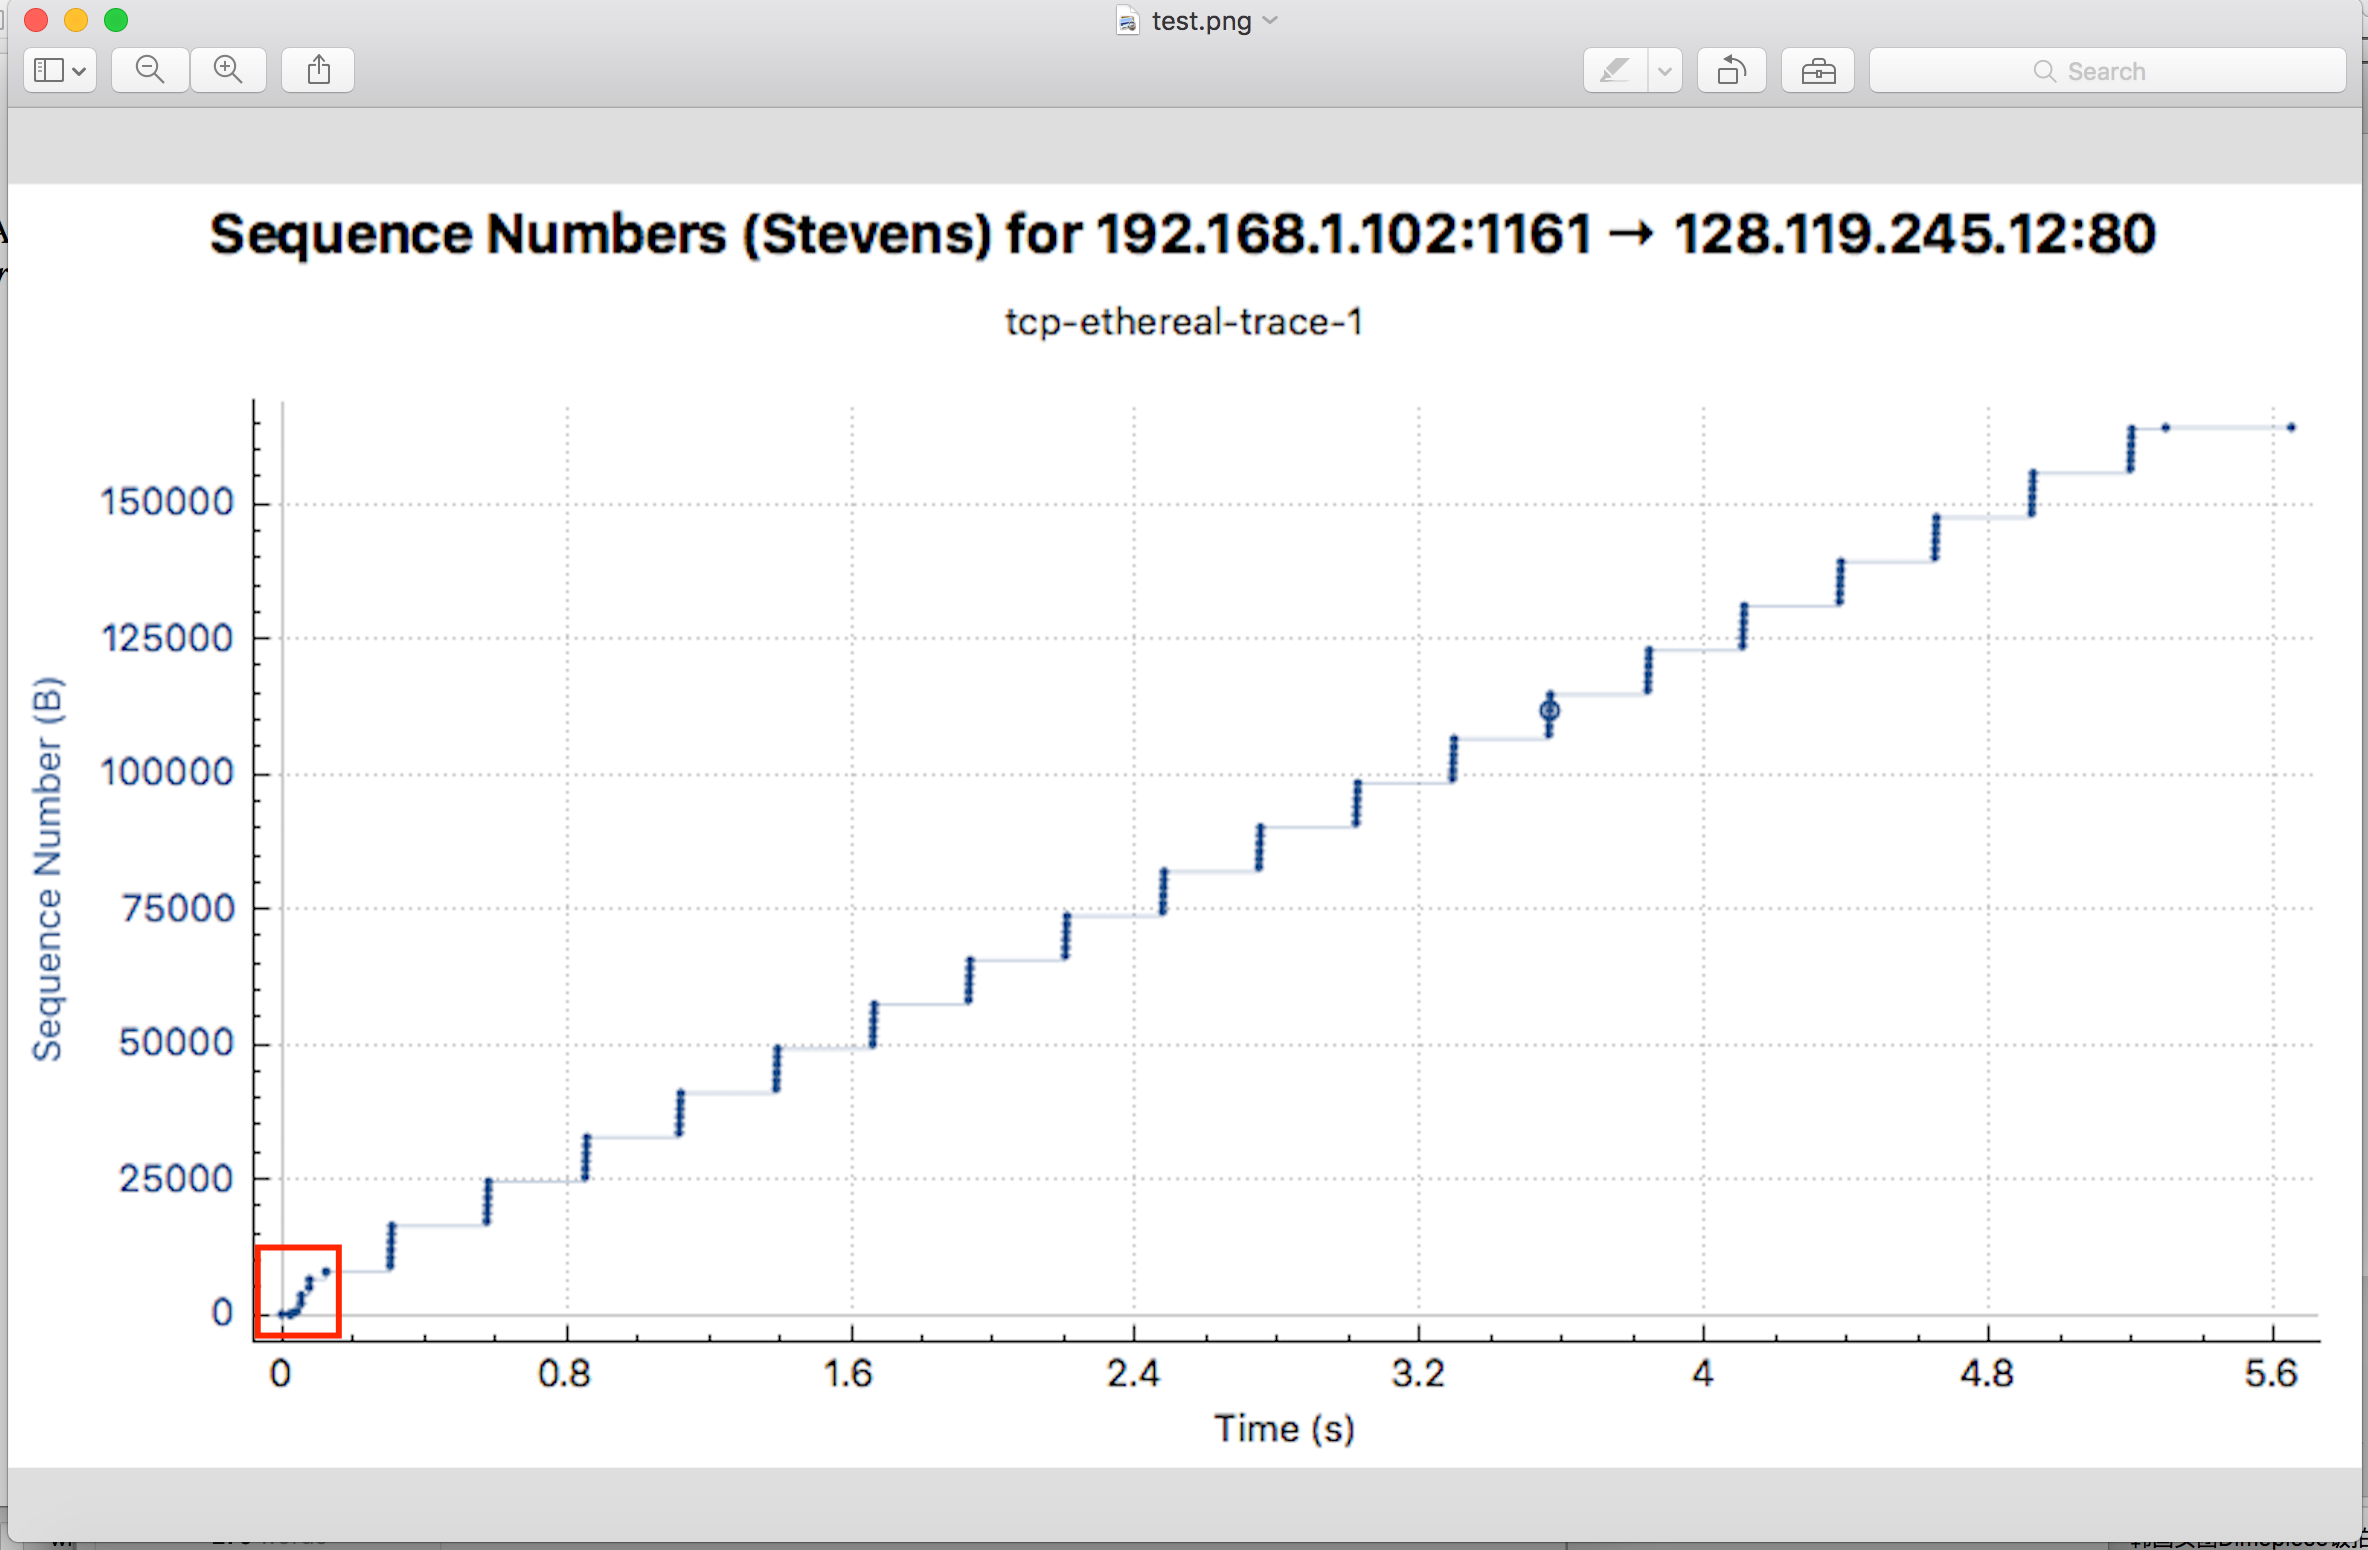 test.png
Search
Sequence Numbers (Stevens) for 192.168.1.102:1161 → 128.119.245.12:80
tcp-ethereal-trace-1
Sequence Number (B)
150000
125000
100000
75000
50000
25000
0
0 0.8 1.6 2.4 3.2 4 4.8 5.6
Time (s)